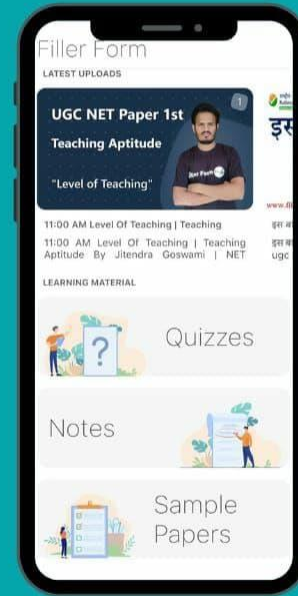 Filler Form
LATEST UPLOADS
UGC NET Paper 1st
1
Teaching Aptitude
"Level of Teaching"
11:00 AM Level Of Teaching | Teaching
11:00 AM Level Of Teaching | Teaching
Aptitude By Jitendra Goswami | NET
ugc
LEARNING MATERIAL
Quizzes
?
Notes
Sample
Papers